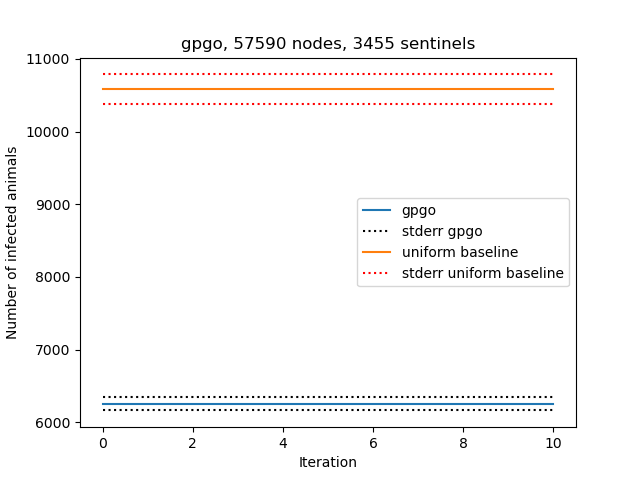 gpgo, 57590 nodes, 3455 sentinels
11000
10000
9000
8000
7000
6000
Number of infected animals
gpgo
stderr gpgo
uniform baseline
stderr uniform baseline
0 2 4 6 8 10
Iteration